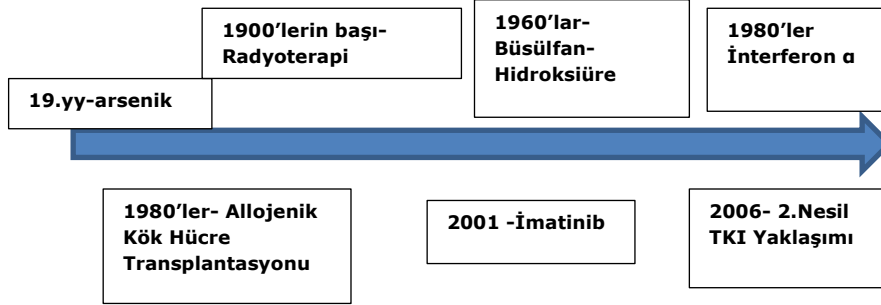 19.yy-arsenik
1900’lerin başı-
Radyoterapi
1960’lar-
Büsülfan-
Hidroksiüre
1980’ler
İnterferon α
1980’ler- Allojenik
Kök Hücre
Transplantasyonu
2001 -İmatinib
2006- 2.Nesil
TKI Yaklaşımı